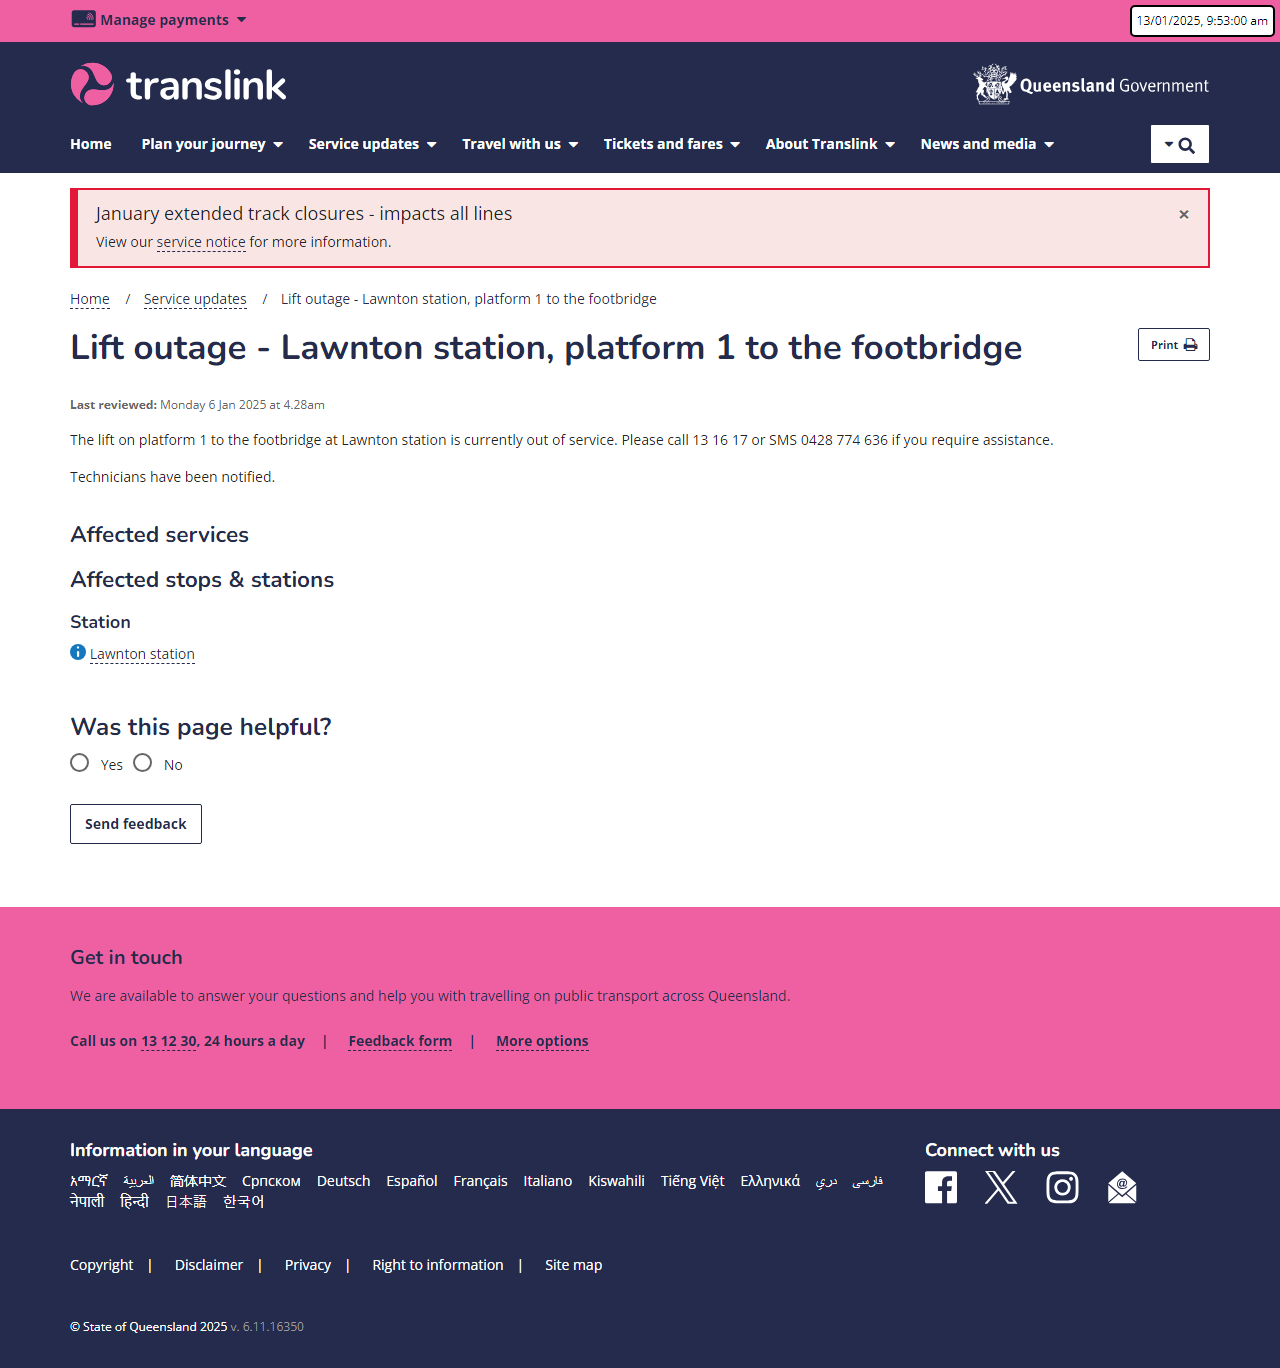 Manage payments
13/01/2025, 9:53:00 am
translink
Queensland Government
Home Plan your journey Service updates Travel with us Tickets and fares About Translink News and media
January extended track closures - impacts all lines
×
View our service notice for more information.
Home / Service updates / Lift outage - Lawnton station, platform 1 to the footbridge
Lift outage - Lawnton station, platform 1 to the footbridge
Print
Last reviewed: Monday 6 Jan 2025 at 4.28am
The lift on platform 1 to the footbridge at Lawnton station is currently out of service. Please call 13 16 17 or SMS 0428 774 636 if you require assistance.
Technicians have been notified.
Affected services
Affected stops & stations
Station
Lawnton station
Was this page helpful?
Yes No
Send feedback
Get in touch
We are available to answer your questions and help you with travelling on public transport across Queensland.
Call us on 13 12 30, 24 hours a day | Feedback form | More options
Information in your language
አማርኛ العربية 简体中文 Српском Deutsch Español Français Italiano Kiswahili Tiếng Việt Ελληνικά دري فارسی
नेपाली हिन्दी 日本語 한국어
Connect with us
Copyright | Disclaimer | Privacy | Right to information | Site map
© State of Queensland 2025 v. 6.11.16350